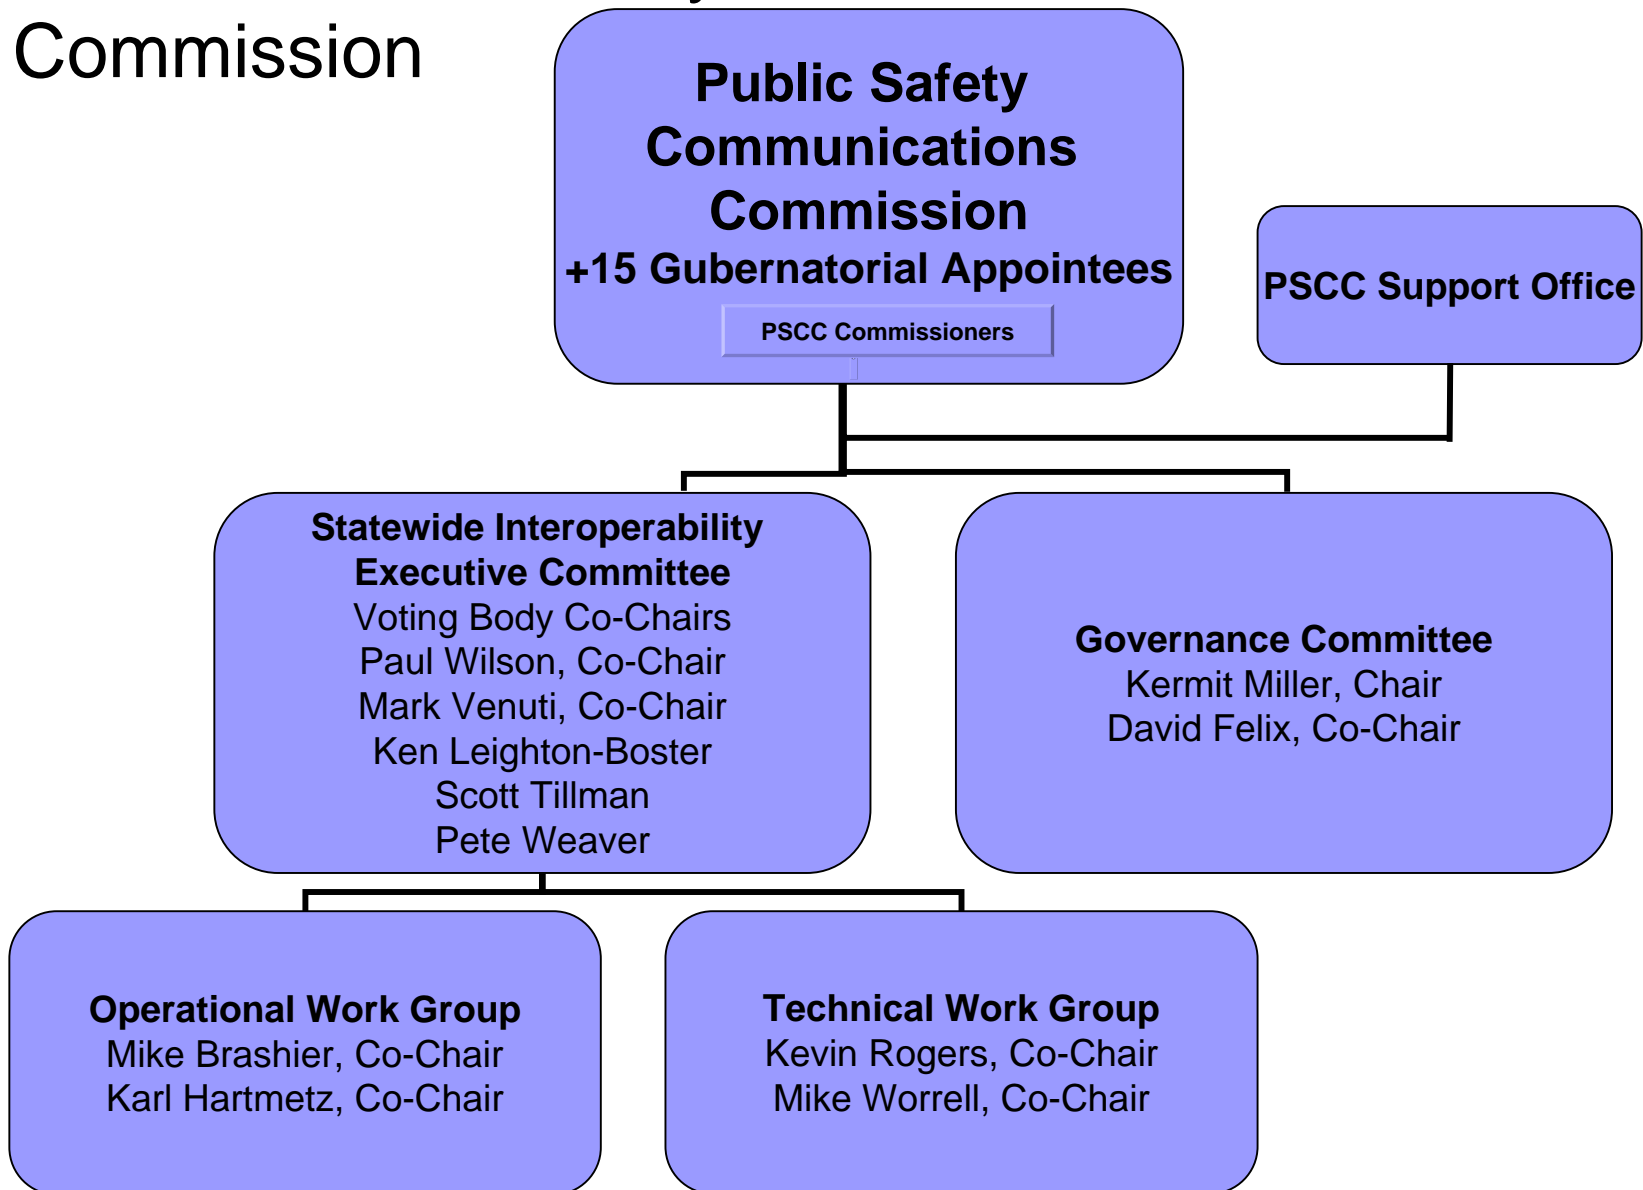 Commission
Public Safety
Communications
Commission
+15 Gubernatorial Appointees
PSCC Commissioners
PSCC Support Office
Statewide Interoperability
Executive Committee
Voting Body Co-Chairs
Paul Wilson, Co-Chair
Mark Venuti, Co-Chair
Ken Leighton-Boster
Scott Tillman
Pete Weaver
Governance Committee
Kermit Miller, Chair
David Felix, Co-Chair
Operational Work Group
Mike Brashier, Co-Chair
Karl Hartmetz, Co-Chair
Technical Work Group
Kevin Rogers, Co-Chair
Mike Worrell, Co-Chair